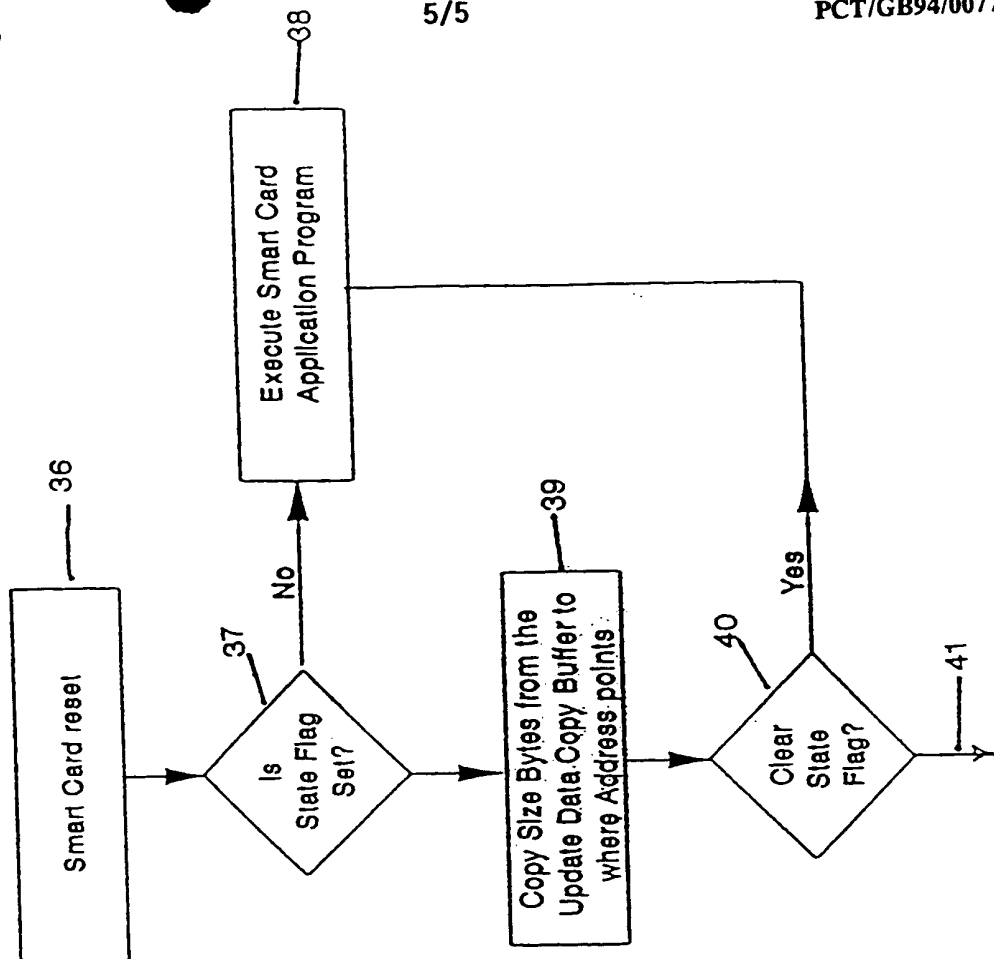 5/5
PCT/GB94/0077
Smart Card reset
36
Is
State Flag
Set?
37
No
Execute Smart Card
Application Program
38
Copy Size Bytes from the
Update Data Copy Buffer to
where Address points
39
Clear
State
Flag?
40
Yes
41